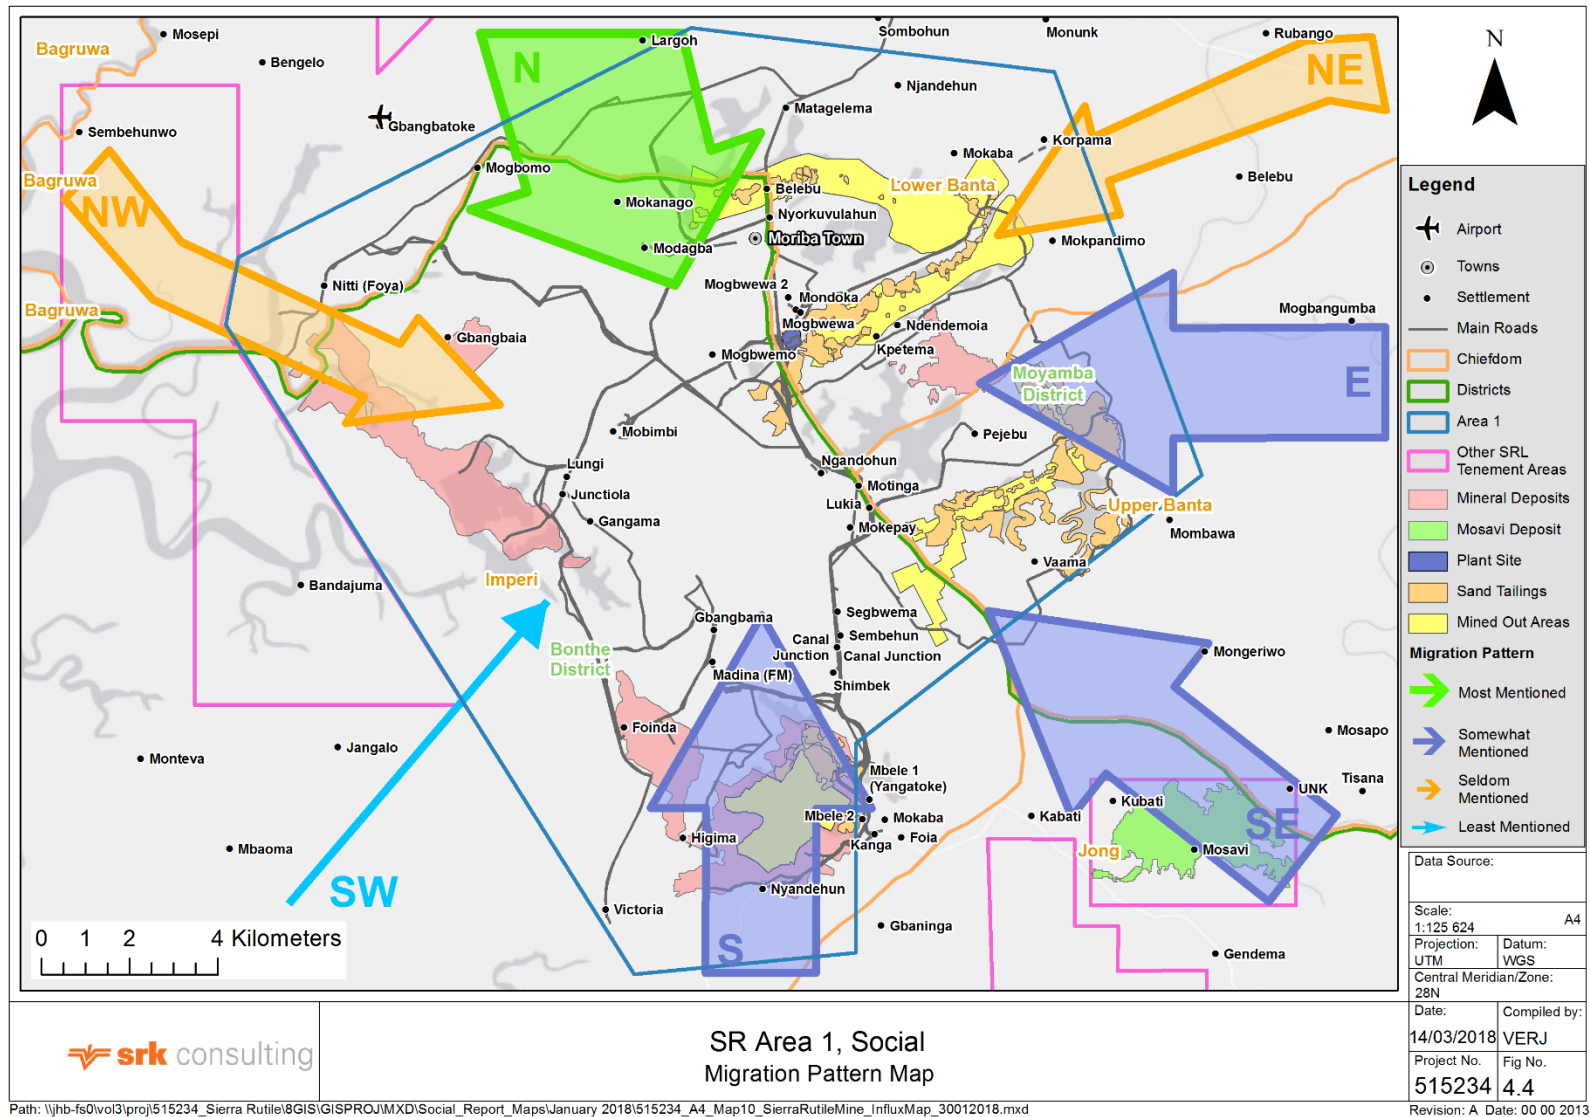 Bagruwa
Mosepi
Bengelo
Largoh
Sombohun
Monunk
Rubango
N
N
NE
Njandehun
Matagelema
Gbangbatoke
Sembehunwo
Korpama
Mokaba
Mogbomo
Belebu
Bagruwa
Lower Banta
Belebu
NW
Mokanago
Nyorkuvulahun
Moriba Town
Mokpandimo
Modagba
Nitti (Foya)
Mogbwewa 2
Mondoka
Bagruwa
Mogbwewa
Ndendemoia
Mogbangumba
Gbangbaia
Mogbwemo
Kpetema
Moyamba
District
E
Mobimbi
Pejebu
Lungi
Ngandohun
Junctiola
Motinga
Lukia
Upper Banta
Gangama
Mokepay
Mombawa
Vaama
Imperi
Bandajuma
Gbangbama
Segbwema
Canal
Junction
Sembehun
Canal Junction
Bonthe
District
Madina (FM)
Shimbek
Mongeriwo
Foinda
Mosapo
Jangalo
Monteva
Mbele 1
(Yangatoke)
Tisana
UNK
Kubati
Mbele 2
Mokaba
Kabati
SE
Higima
Kanga
Foia
Mbaoma
Jong
Mosavi
SW
Nyandehun
Victoria
Gbaninga
S
Gendema
0 1 2 4 Kilometers
Legend
Airport
Towns
Settlement
Main Roads
Chiefdom
Districts
Area 1
Other SRL
Tenement Areas
Mineral Deposits
Mosavi Deposit
Plant Site
Sand Tailings
Mined Out Areas
Migration Pattern
Most Mentioned
Somewhat
Mentioned
Seldom
Mentioned
Least Mentioned
Data Source:
Scale:
1:125 624 A4
Projection: Datum:
UTM WGS
Central Meridian/Zone:
28N
Date: Compiled by:
14/03/2018 VERJ
Project No. Fig No.
515234 4.4
srk consulting
SR Area 1, Social
Migration Pattern Map
Path: \\jhb-fs0\vol3\proj\515234_Sierra Rutile\8GIS\GISPROJ\MXD\Social_Report_Maps\January 2018\515234_A4_Map10_SierraRutileMine_InfluxMap_30012018.mxd
Revision: A Date: 00 00 2013